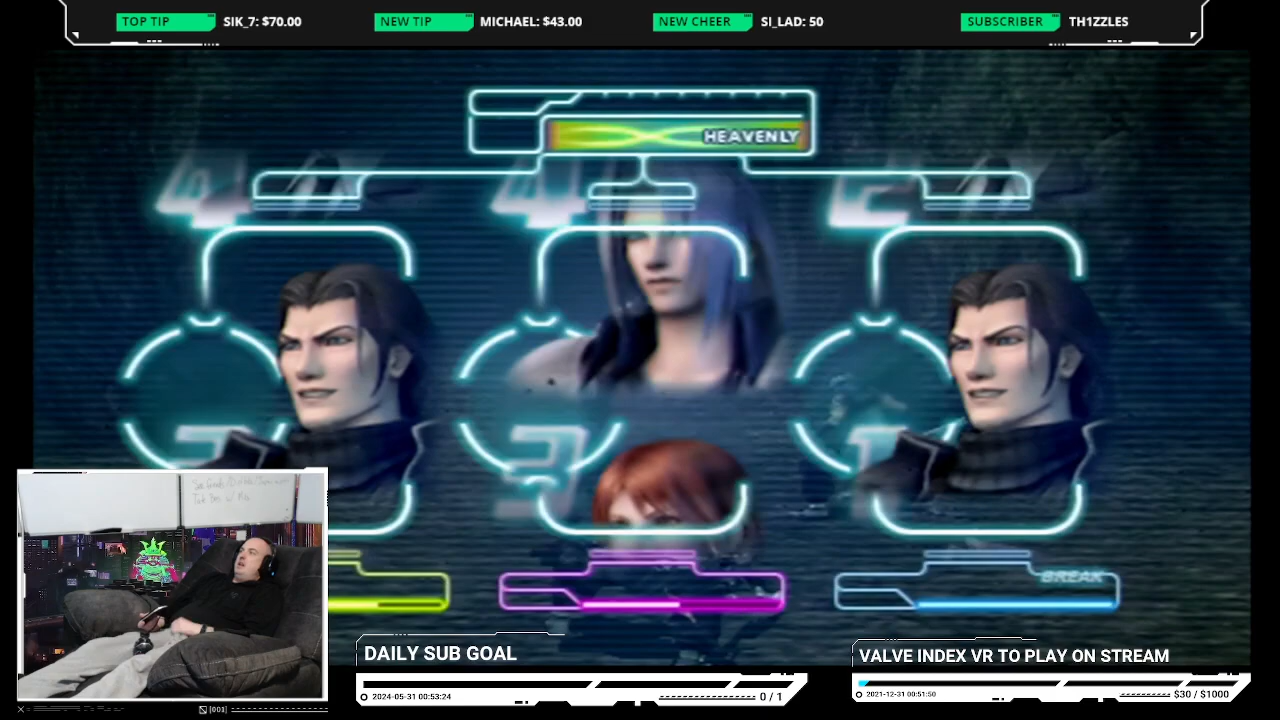 TOP TIP SIK_7: $70.00 NEW TIP MICHAEL: $43.00 NEW CHEER SI_LAD: 50 SUBSCRIBER TH1ZZLES
HEAVENLY
BREAK
DAILY SUB GOAL
2024-05-31 00:53:24 0 / 1
VALVE INDEX VR TO PLAY ON STREAM
2021-12-31 00:51:50 $30 / $1000
[003]